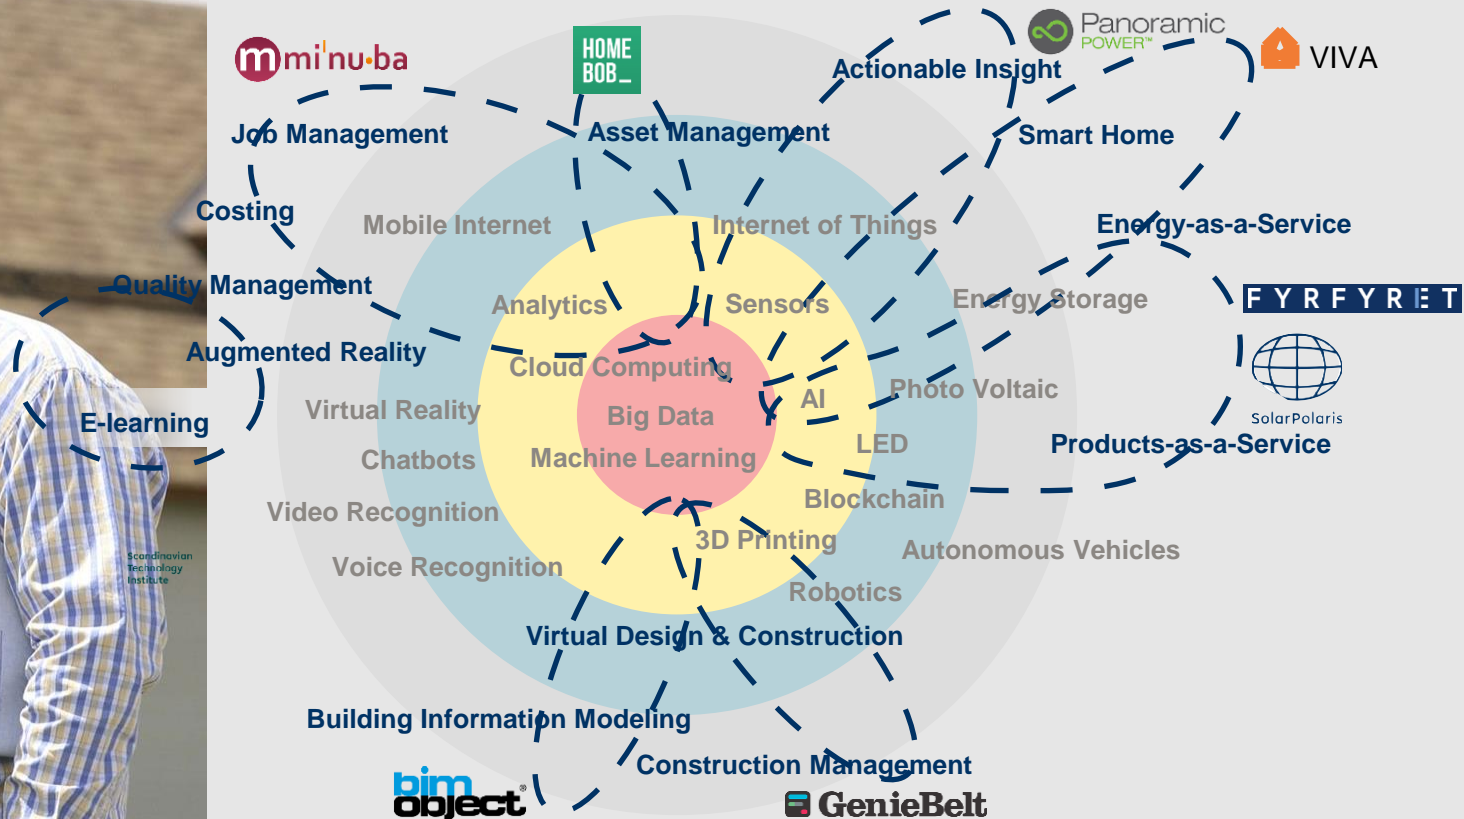 mi'nu·ba
HOME
BOB_
Panoramic
POWER™
VIVA
Actionable Insight
Job Management
Asset Management
Smart Home
Costing
Mobile Internet
Internet of Things
Energy-as-a-Service
Quality Management
Analytics
Sensors
Energy Storage
FYRFYRET
Augmented Reality
Cloud Computing
Virtual Reality
Big Data
AI
Photo Voltaic
SolarPolaris
E-learning
Chatbots
Machine Learning
LED
Products-as-a-Service
Video Recognition
Blockchain
Scandinavian
Technology
Institute
Voice Recognition
3D Printing
Autonomous Vehicles
Robotics
Virtual Design & Construction
Building Information Modeling
Construction Management
bim
object®
GenieBelt